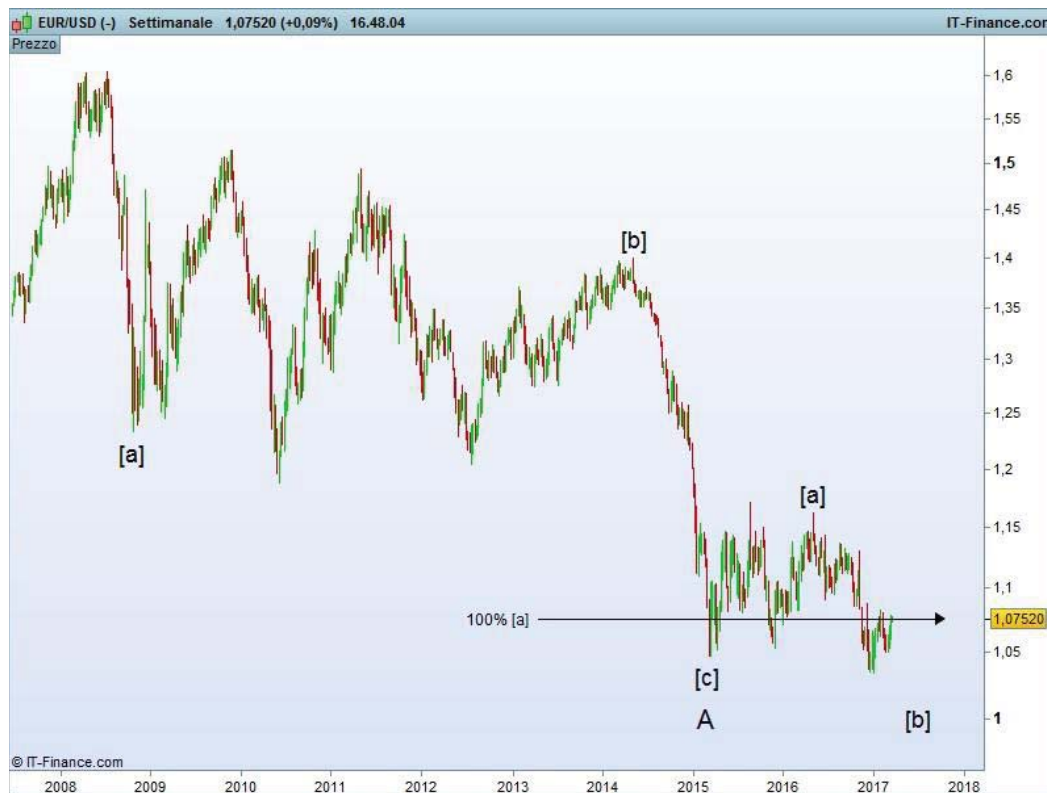 EUR/USD (-) Settimanale 1,07520 (+0,09%) 16.48.04 IT-Finance.com
Prezzo
1,6
1,55
1,5
1,45
[b]
1,4
1,35
1,3
1,25
[a]
1,2
[a]
1,15
1,1
100% [a] 1,07520
1,05
[c]
A [b] 1
© IT-Finance.com
2008 2009 2010 2011 2012 2013 2014 2015 2016 2017 2018